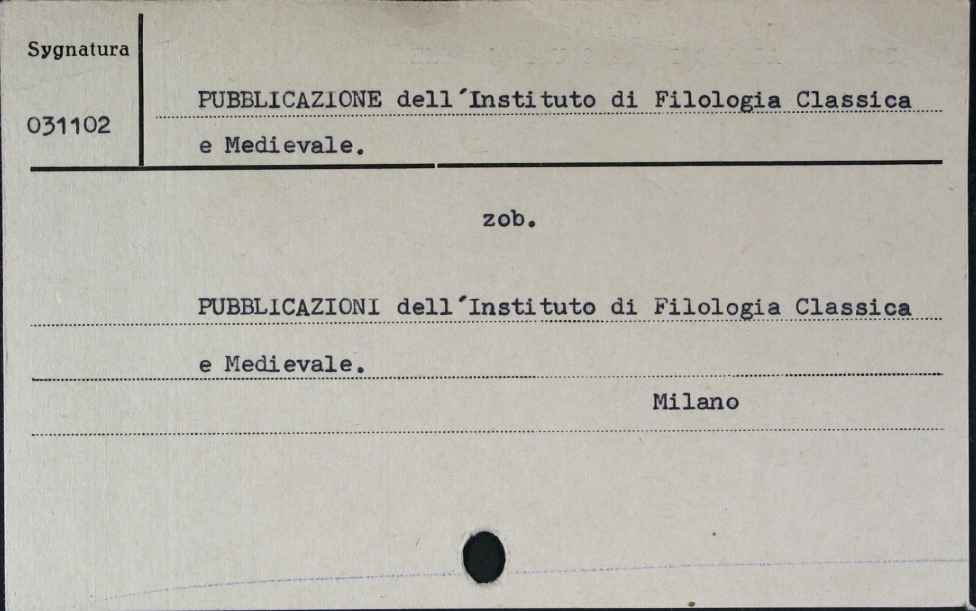 Sygnatura
031102
PUBBLICAZIONE dell´Instituto di Filologia Classica
e Medievale.
zob.
PUBBLICAZIONI dell´Instituto di Filologia Classica
e Medievale.
Milano